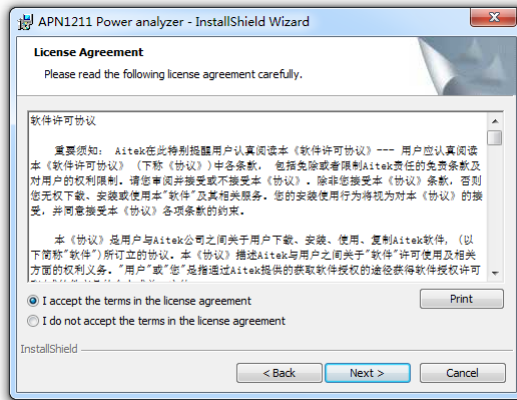 APN1211 Power analyzer - InstallShield Wizard
License Agreement
Please read the following license agreement carefully.
软件许可协议
重要须知: Aitek在此特别提醒用户认真阅读本《软件许可协议》--- 用户应认真阅读
本《软件许可协议》 (下称《协议》)中各条款, 包括免除或者限制Aitek责任的免责条款及
对用户的权利限制。请您审阅并接受或不接受本《协议》。除非您接受本《协议》条款, 否则
您无权下载、安装或使用本"软件"及其相关服务。您的安装使用行为将视为对本《协议》的接
受, 并同意接受本《协议》各项条款的约束。
本《协议》是用户与Aitek公司之间关于用户下载、安装、使用、复制Aitek软件, (以
下简称"软件")所订立的协议。本《协议》描述Aitek与用户之间关于"软件"许可使用及相关
方面的权利义务。"用户"或"您"是指通过Aitek提供的获取软件授权的途径获得软件授权许可
I accept the terms in the license agreement
Print
I do not accept the terms in the license agreement
InstallShield
< Back
Next >
Cancel